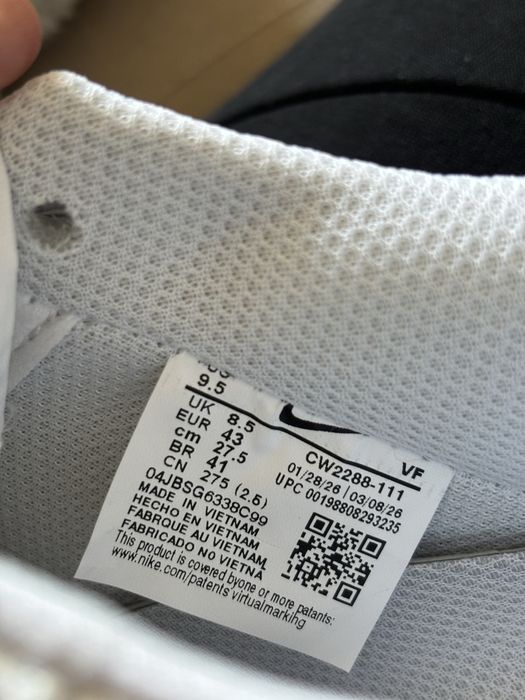 US
9.5
UK 8.5
EUR 43
cm 27.5
BR 41
CN 275 (2.5)
04JBSG6338C99
MADE IN VIETNAM
HECHO EN VIETNAM
FABRIQUE AU VIETNAM
FABRICADO NO VIETNA
This product is covered byone or more patents:
www.nike.com/patents virtualmarking
VF
CW2288-111
01/28/26 | 03/08/26
UPC 00198808293235